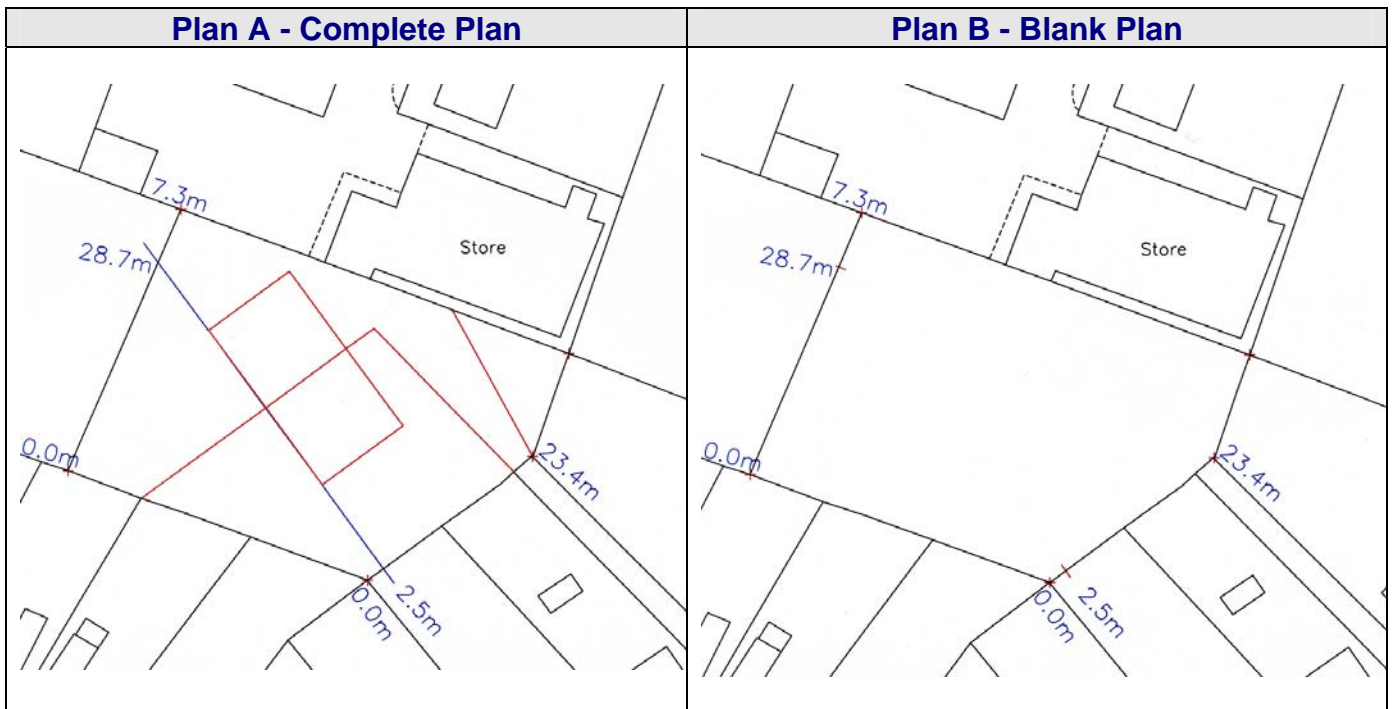 Plan A - Complete Plan
Plan B - Blank Plan
7.3m
28.7m
Store
0.0m
23.4m
0.0m
2.5m
7.3m
28.7m
Store
0.0m
23.4m
0.0m
2.5m